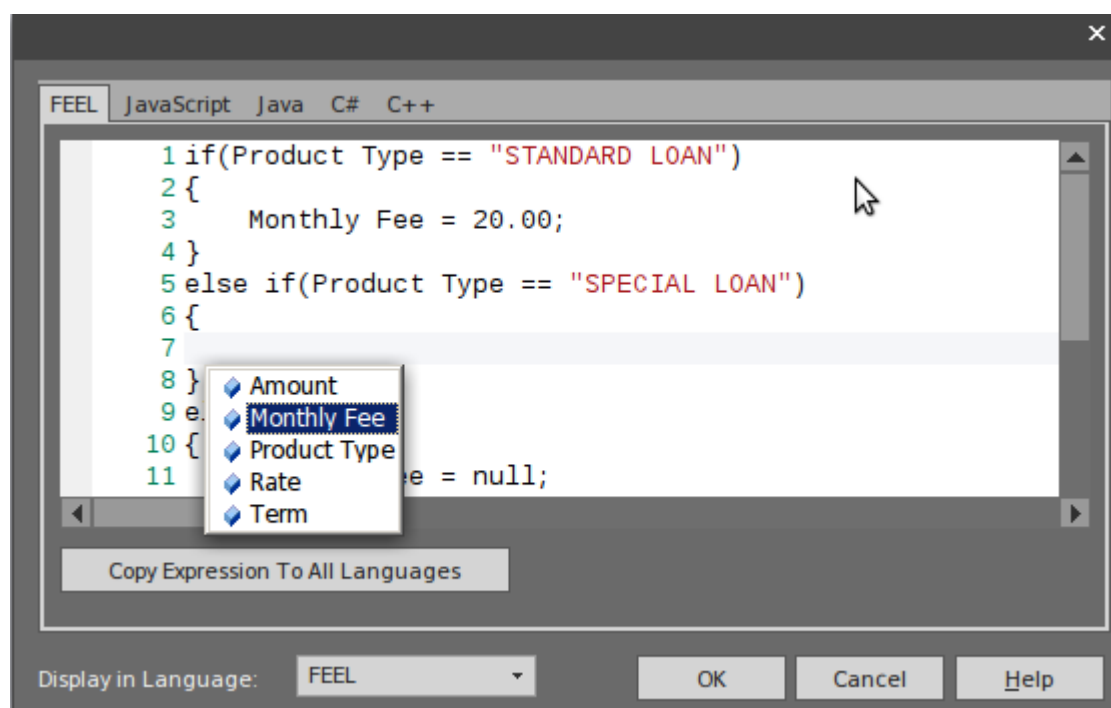 FEEL JavaScript Java C# C++
1 if(Product Type == "STANDARD LOAN")
2 {
3 Monthly Fee = 20.00;
4 }
5 else if(Product Type == "SPECIAL LOAN")
6 {
7
8 }
9 e
10 {
11 e = null;
Amount
Monthly Fee
Product Type
Rate
Term
Copy Expression To All Languages
Display in Language: FEEL OK Cancel Help